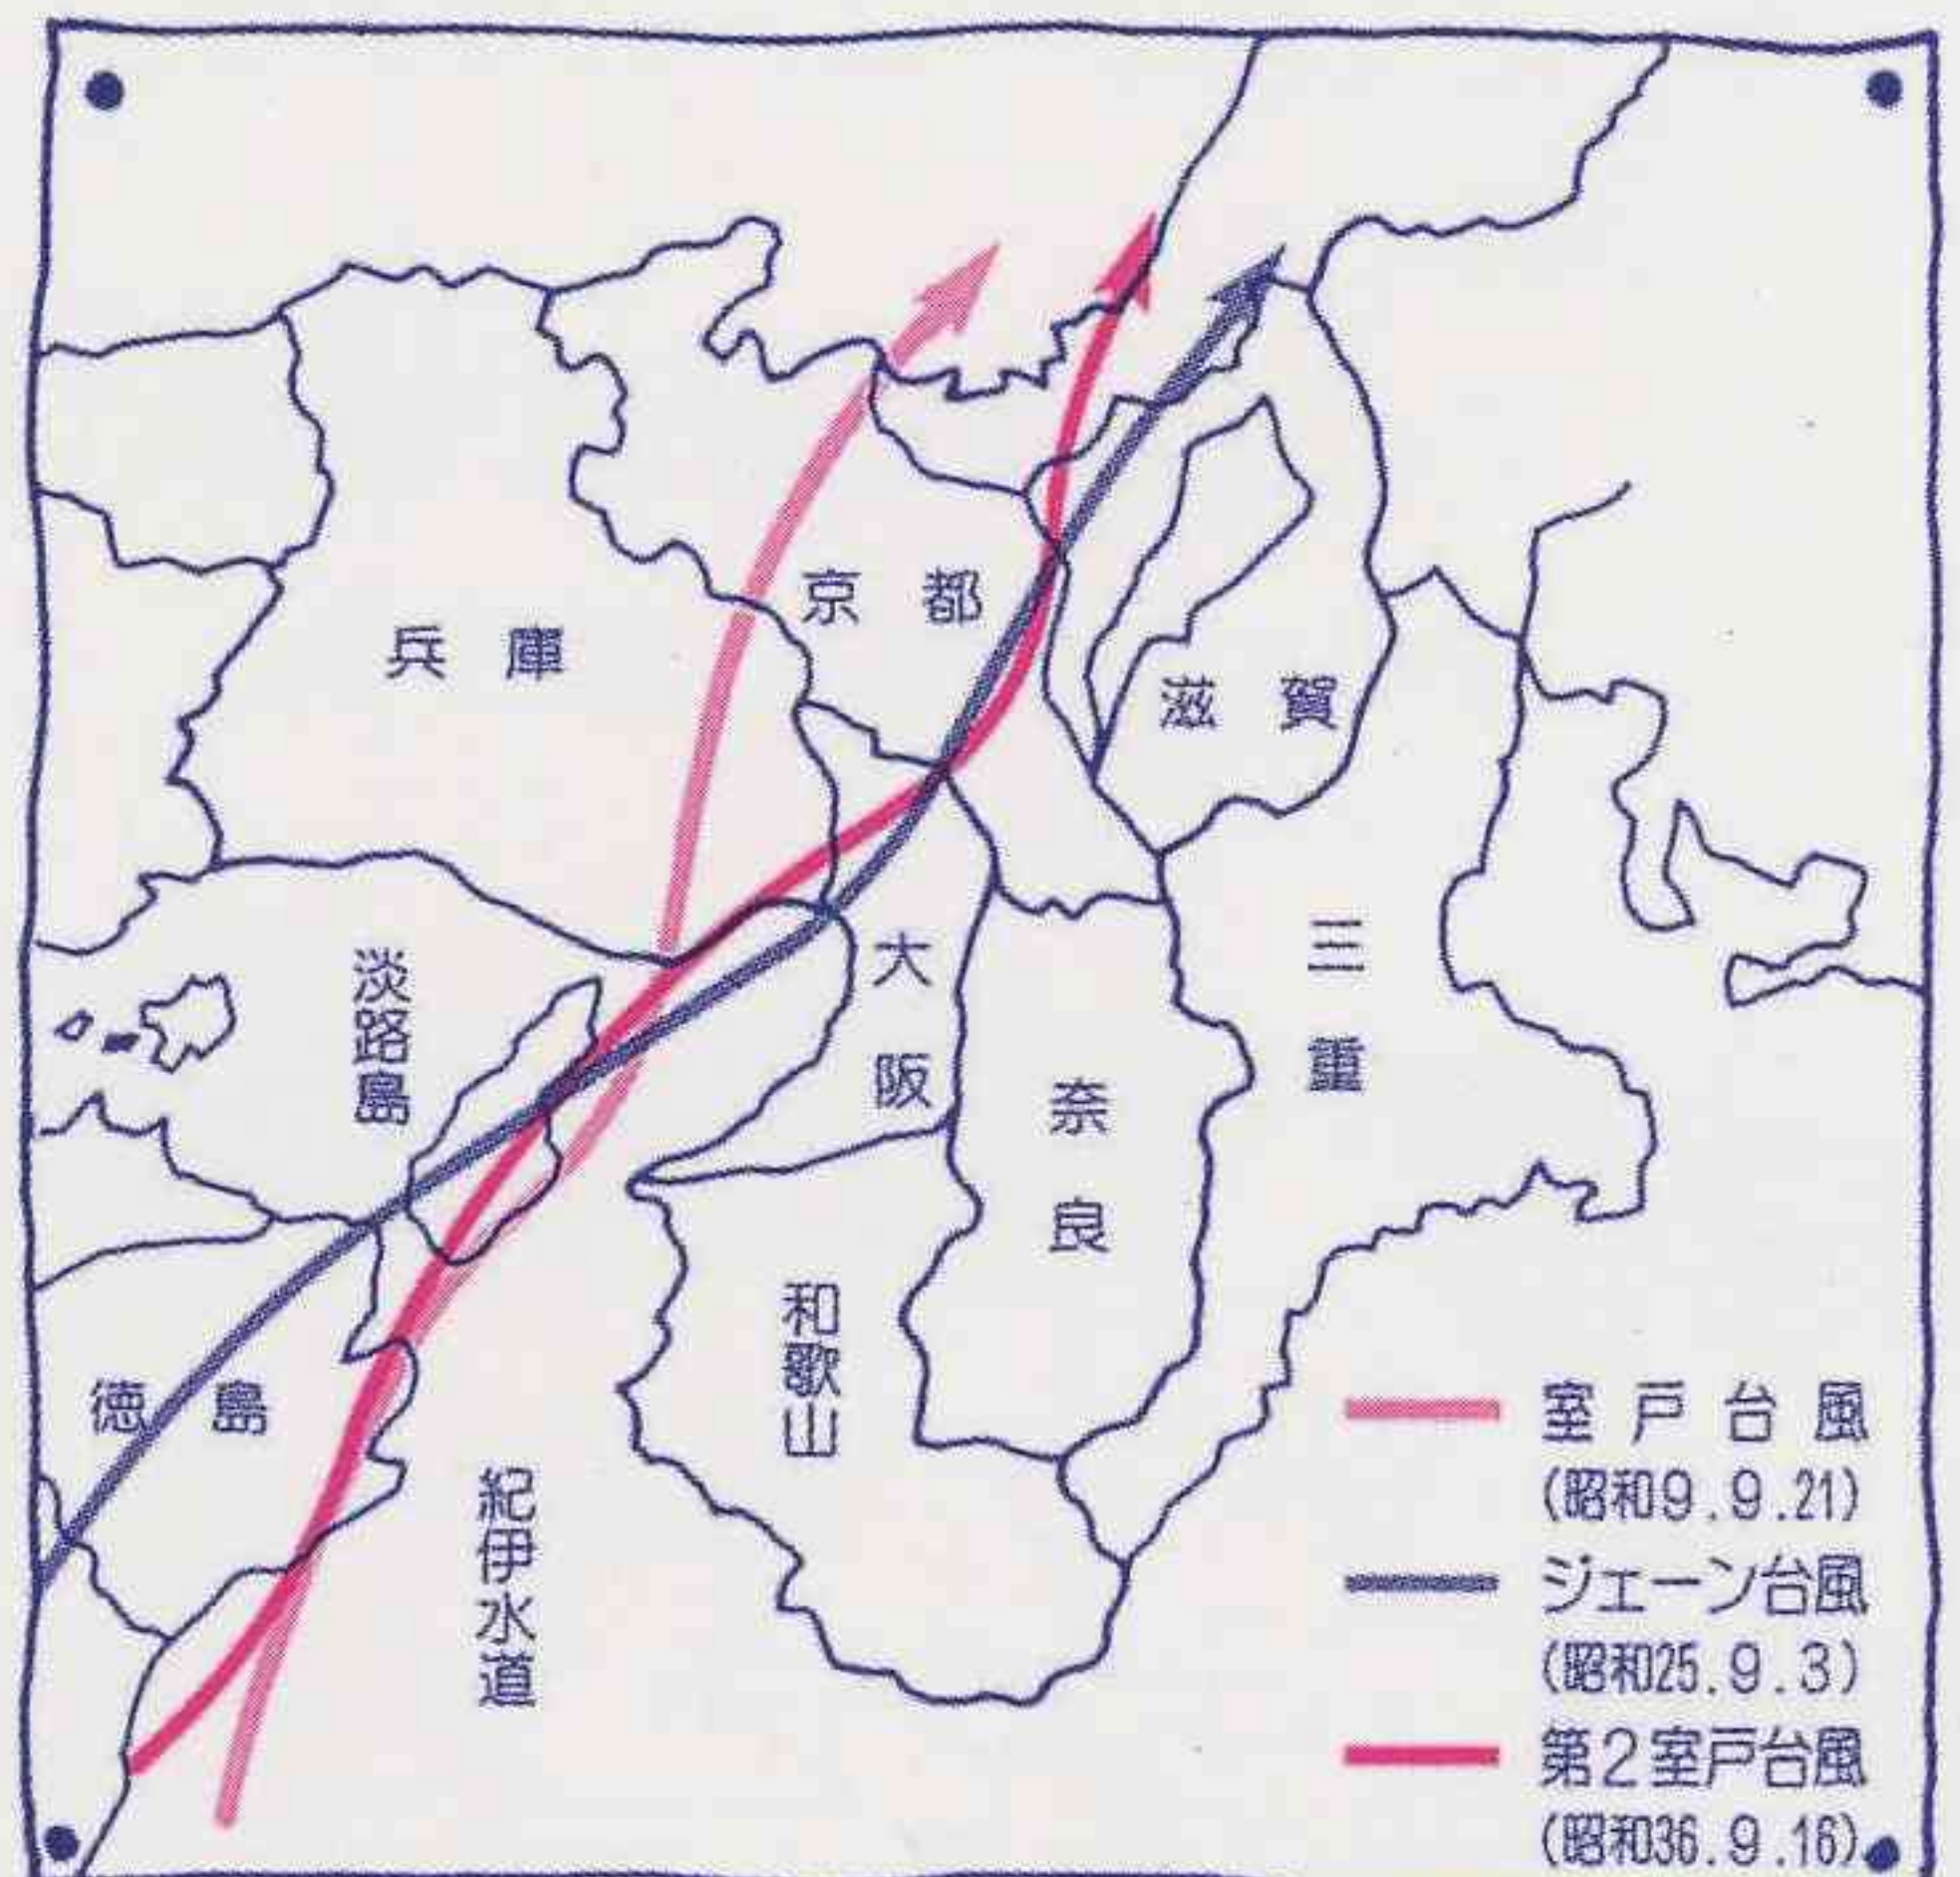 京都
兵庫
滋賀
淡路島
大阪
三重
奈良
和歌山
徳島
紀伊水道
室戸台風
(昭和9.9.21)
ジェーン台風
(昭和25.9.3)
第2室戸台風
(昭和36.9.16)